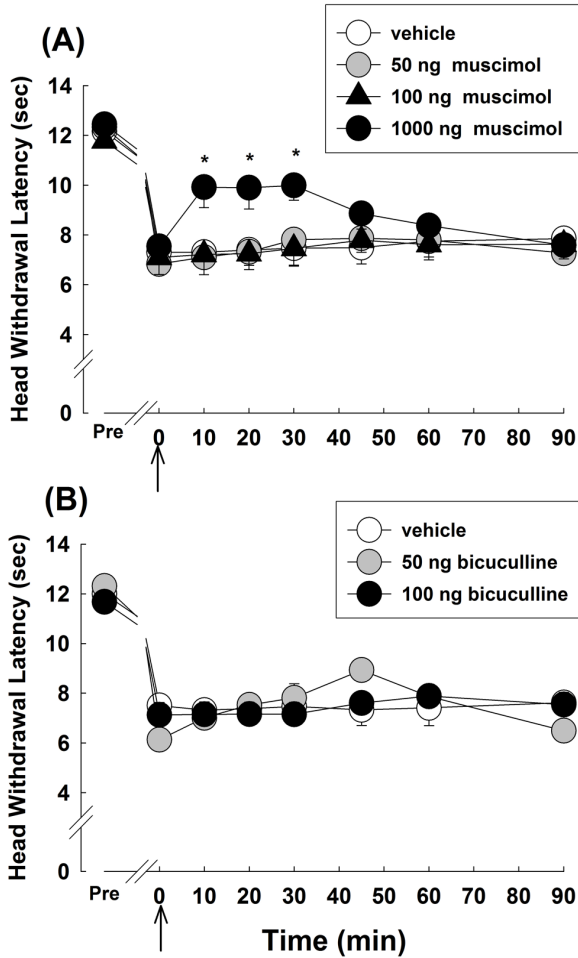 (A)
vehicle
50 ng muscimol
100 ng muscimol
1000 ng muscimol
Head Withdrawal Latency (sec)
14
12
10
8
6
4
0
* * *
Pre 0 10 20 30 40 50 60 70 80 90
(B)
vehicle
50 ng bicuculline
100 ng bicuculline
Head Withdrawal Latency (sec)
14
12
10
8
6
4
0
Pre 0 10 20 30 40 50 60 70 80 90
Time (min)